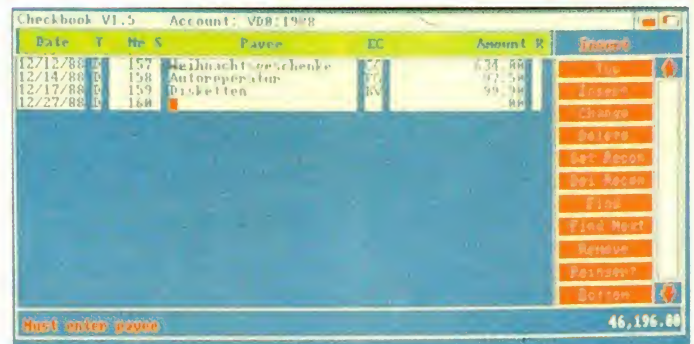 Checkbook V1.5 Account: VD0:1988
Date T Nr S Payee EC Amount R Insert
12/12/88 D 157 Weihnachtsgeschenke 634.00
12/14/88 D 158 Autoreperatur 97.50
12/17/88 D 159 Disketten 99.90
12/27/88 D 160 00
Top
Insert
Change
Delete
Set Recon
Del Recon
Find
Find Next
Remove
Reinsert
Bottom
Must enter payee 46,196.00